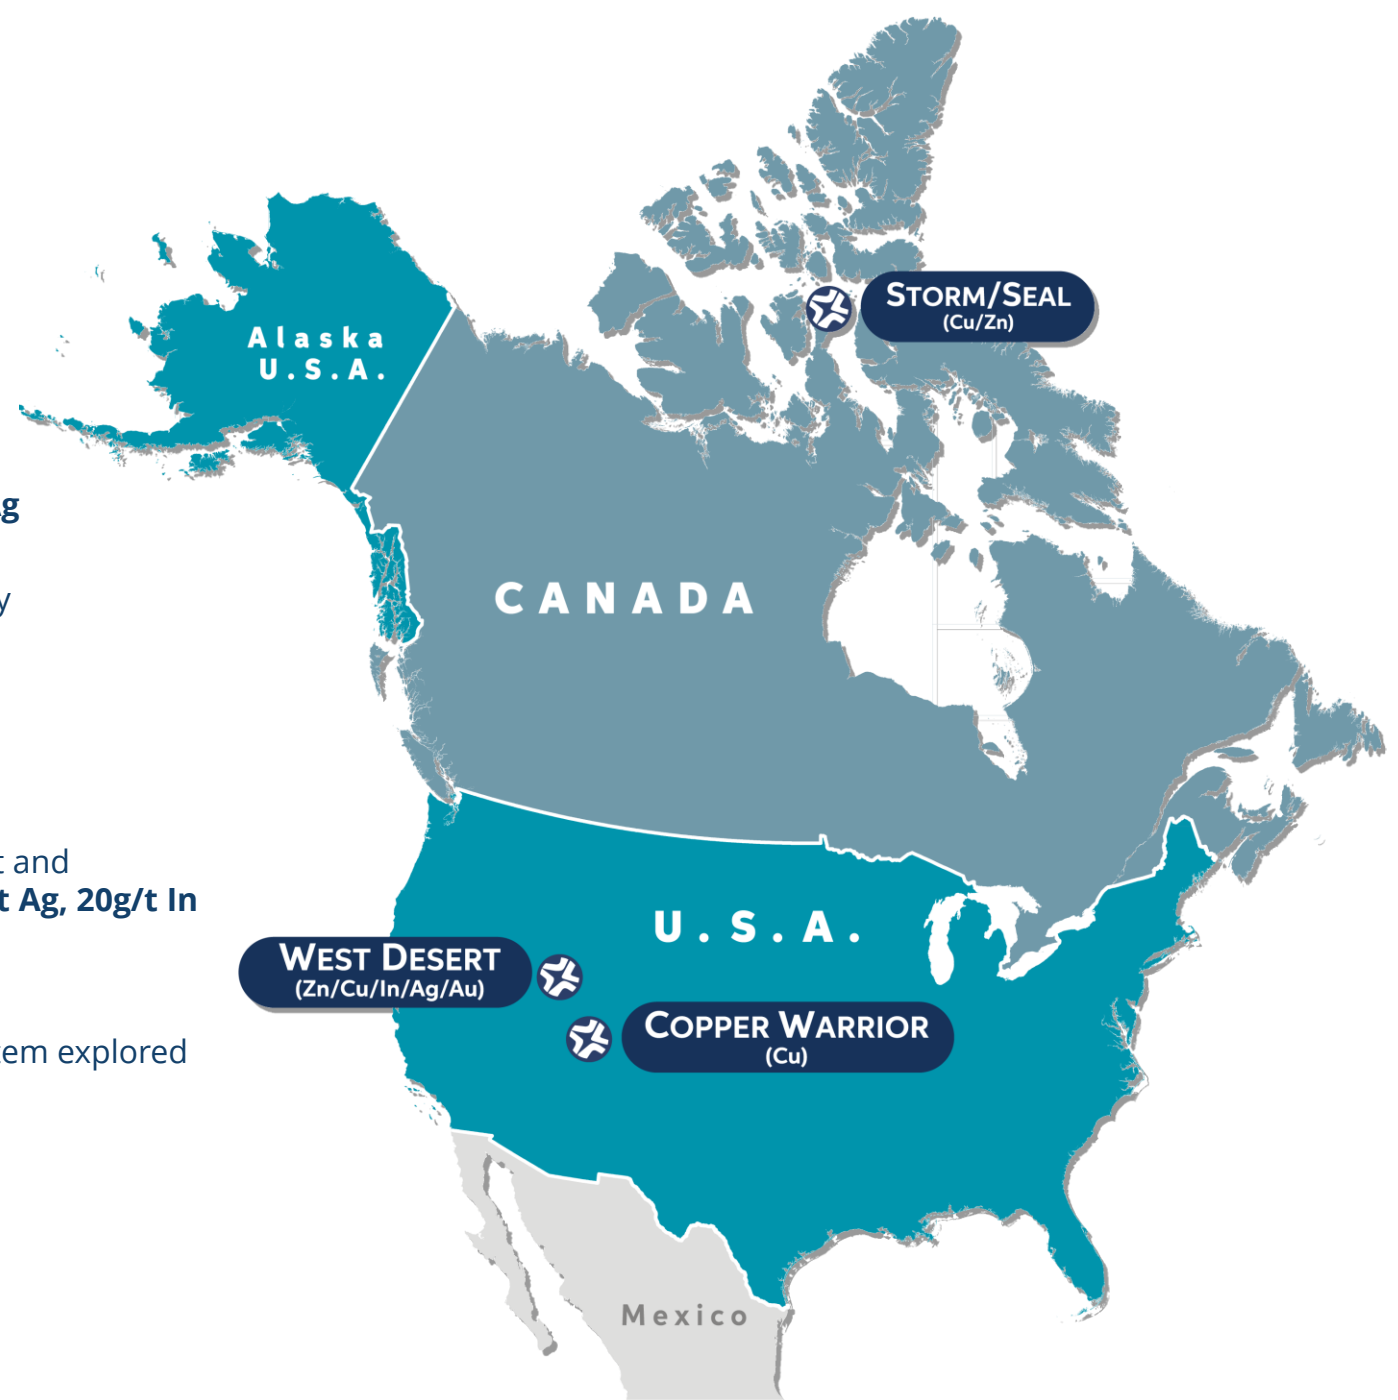 STORM/SEAL
(Cu/Zn)
Alaska
U.S.A.
g
y
CANADA
t and
t Ag, 20g/t In
U.S.A.
WEST DESERT
(Zn/Cu/In/Ag/Au)
COPPER WARRIOR
(Cu)
em explored
Mexico